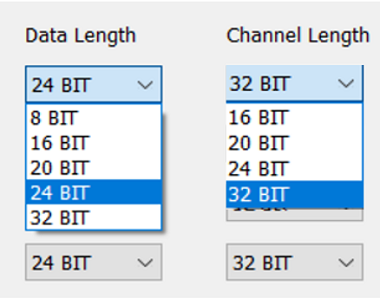 Data Length
Channel Length
24 BIT
8 BIT
16 BIT
20 BIT
24 BIT
32 BIT
24 BIT
32 BIT
16 BIT
20 BIT
24 BIT
32 BIT
32 BIT